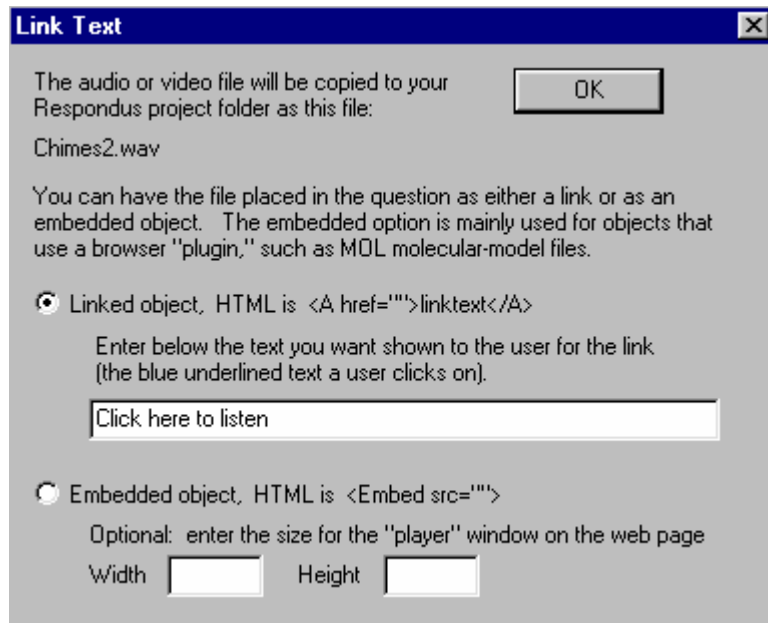 Link Text
The audio or video file will be copied to your
Respondus project folder as this file:
OK
Chimes2.wav
You can have the file placed in the question as either a link or as an
embedded object.   The embedded option is mainly used for objects that
use a browser "plugin," such as MOL molecular-model files.
Linked object,  HTML is  <A href="">linktext</A>
Enter below the text you want shown to the user for the link
(the blue underlined text a user clicks on).
Click here to listen
Embedded object,  HTML is  <Embed src="">
Optional:  enter the size for the "player" window on the web page
Width Height